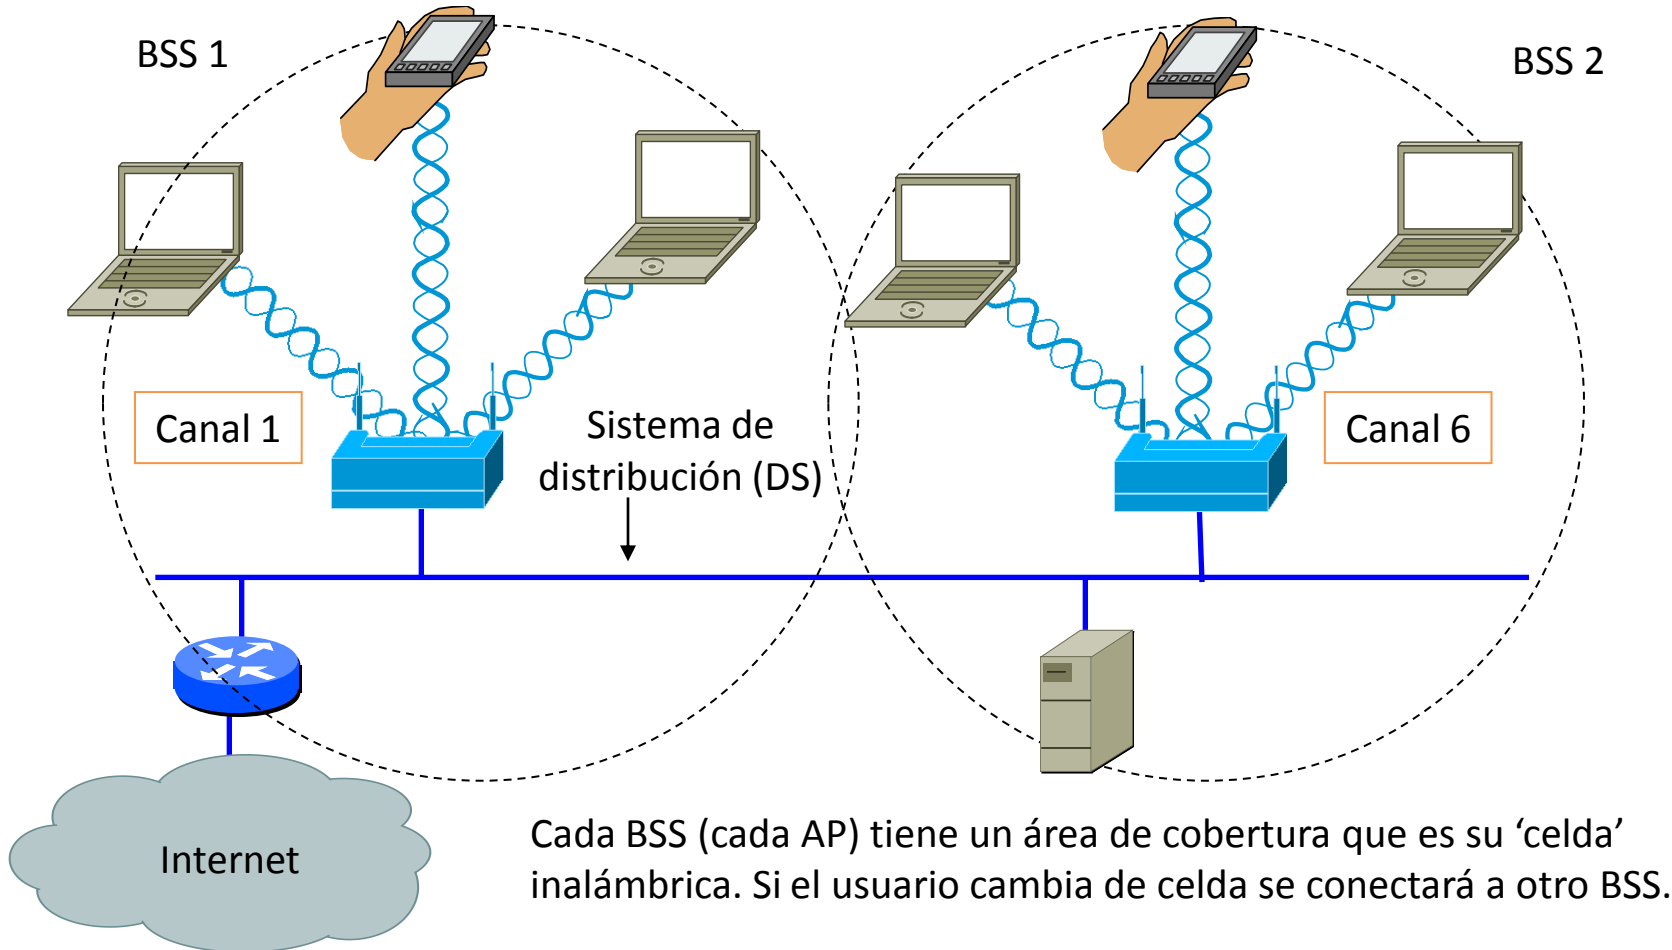 BSS 1
BSS 2
Canal 1
Sistema de
distribución (DS)
Canal 6
Internet
Cada BSS (cada AP) tiene un área de cobertura que es su ‘celda’
inalámbrica. Si el usuario cambia de celda se conectará a otro BSS.